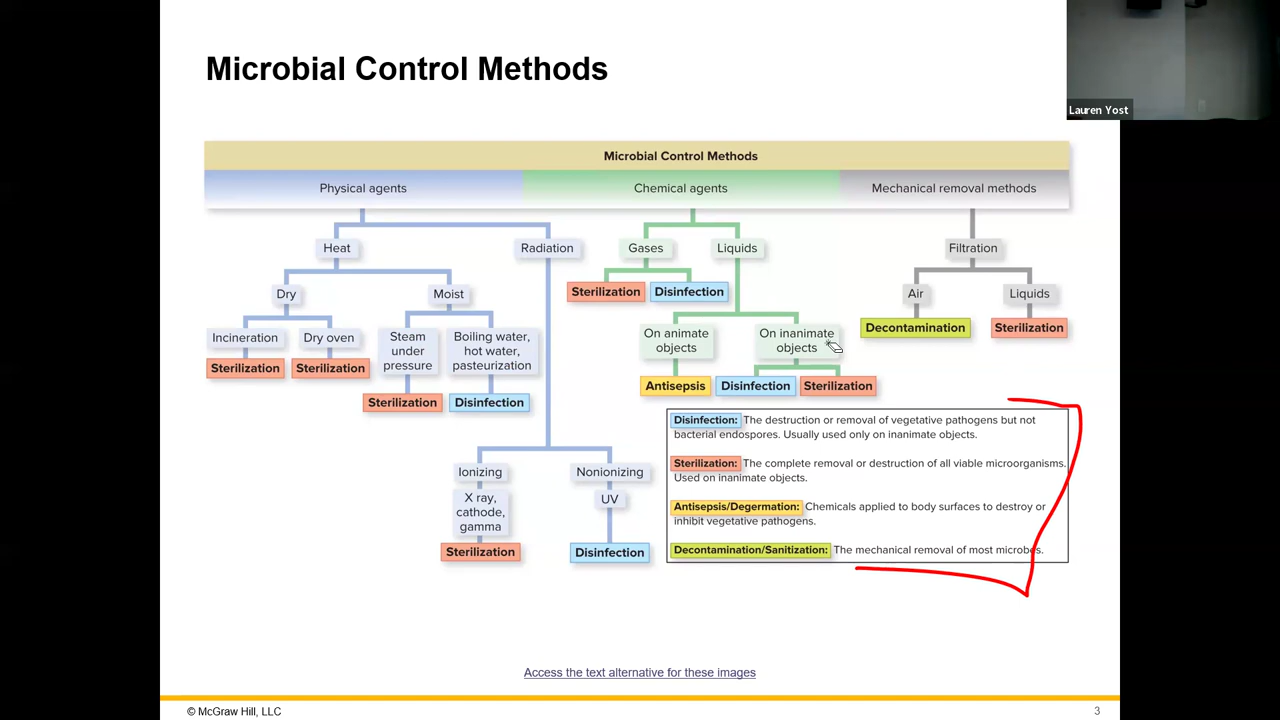 Microbial Control Methods
Lauren Yost
Microbial Control Methods
Physical agents
Chemical agents
Mechanical removal methods
Heat
Radiation
Gases
Liquids
Filtration
Dry
Moist
Sterilization
Disinfection
Air
Liquids
Incineration
Dry oven
Steam
under
pressure
Boiling water,
hot water,
pasteurization
On animate
objects
On inanimate
objects
Decontamination
Sterilization
Sterilization
Sterilization
Sterilization
Disinfection
Antisepsis
Disinfection
Sterilization
Disinfection: The destruction or removal of vegetative pathogens but not
bacterial endospores. Usually used only on inanimate objects.
Sterilization: The complete removal or destruction of all viable microorganisms.
Used on inanimate objects.
Antisepsis/Degermation: Chemicals applied to body surfaces to destroy or
inhibit vegetative pathogens.
Decontamination/Sanitization: The mechanical removal of most microbes.
Ionizing
Nonionizing
X ray,
cathode,
gamma
UV
Sterilization
Disinfection
Access the text alternative for these images
© McGraw Hill, LLC
3